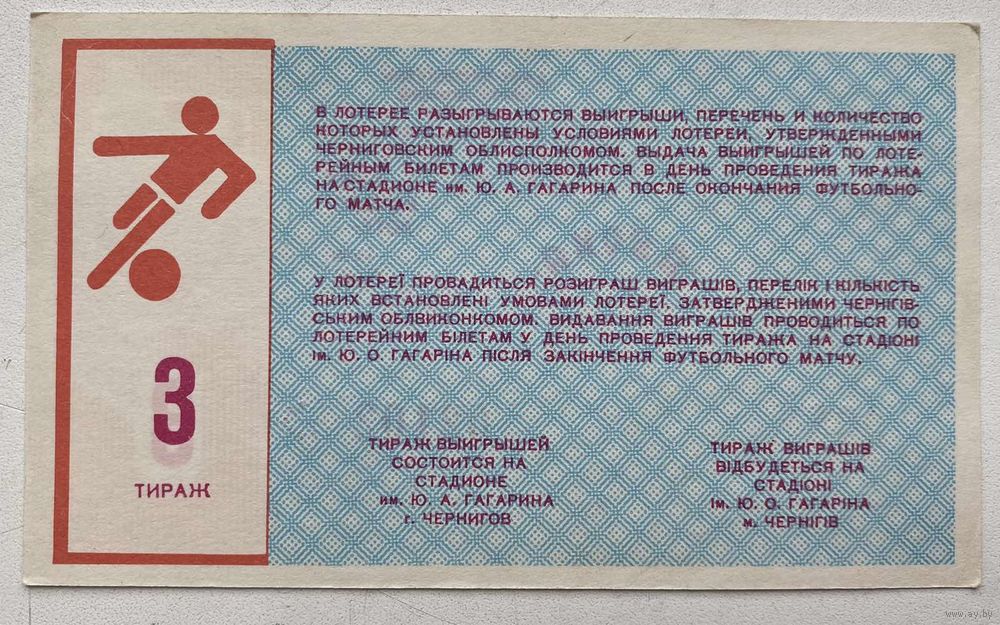 В ЛОТЕРЕЕ РАЗЫГРЫВАЮТСЯ ВЫИГРЫШИ, ПЕРЕЧЕНЬ И КОЛИЧЕСТВО
КОТОРЫХ УСТАНОВЛЕНЫ УСЛОВИЯМИ ЛОТЕРЕИ, УТВЕРЖДЕННЫМИ
ЧЕРНИГОВСКИМ ОБЛИСПОЛКОМОМ. ВЫДАЧА ВЫИГРЫШЕЙ ПО ЛОТЕ-
РЕЙНЫМ БИЛЕТАМ ПРОИЗВОДИТСЯ В ДЕНЬ ПРОВЕДЕНИЯ ТИРАЖА
НА СТАДИОНЕ им. Ю. А. ГАГАРИНА ПОСЛЕ ОКОНЧАНИЯ ФУТБОЛЬНО-
ГО МАТЧА.
У ЛОТЕРЕЇ ПРОВАДИТЬСЯ РОЗИГРАШ ВИГРАШІВ, ПЕРЕЛІК І КІЛЬКІСТЬ
ЯКИХ ВСТАНОВЛЕНІ УМОВАМИ ЛОТЕРЕЇ, ЗАТВЕРДЖЕНИМИ ЧЕРНІГІВ-
СЬКИМ ОБЛВИКОНКОМОМ. ВИДАВАННЯ ВИГРАШІВ ПРОВОДИТЬСЯ ПО
ЛОТЕРЕЙНИМ БІЛЕТАМ У ДЕНЬ ПРОВЕДЕННЯ ТИРАЖА НА СТАДІОНІ
ім. Ю. О. ГАГАРІНА ПІСЛЯ ЗАКІНЧЕННЯ ФУТБОЛЬНОГО МАТЧУ.
3
ТИРАЖ
ТИРАЖ ВЫИГРЫШЕЙ
СОСТОИТСЯ НА
СТАДИОНЕ
им. Ю. А. ГАГАРИНА
г. ЧЕРНИГОВ
ТИРАЖ ВИГРАШІВ
ВІДБУДЕТЬСЯ НА
СТАДІОНІ
ім. Ю. О. ГАГАРІНА
м. ЧЕРНІГІВ
www.ay.by